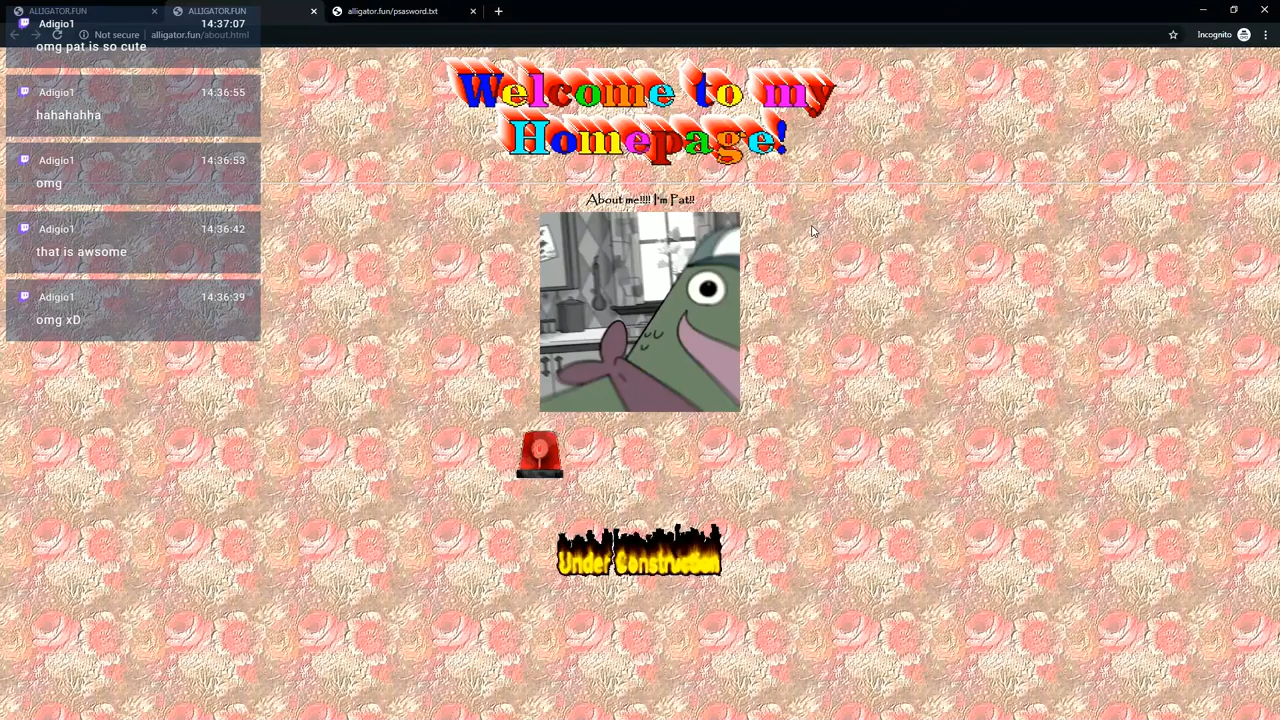 ALLIGATOR.FUN
ALLIGATOR.FUN
alligator.fun/psasword.txt
Not secure
alligator.fun/about.html
Incognito
Adigio1
14:37:07
omg pat is so cute
Adigio1
14:36:55
hahahahha
Adigio1
14:36:53
omg
Adigio1
14:36:42
that is awsome
Adigio1
14:36:39
omg xD
Welcome to my
Homepage!
About me!!!! I'm Pat!!
Under Construction